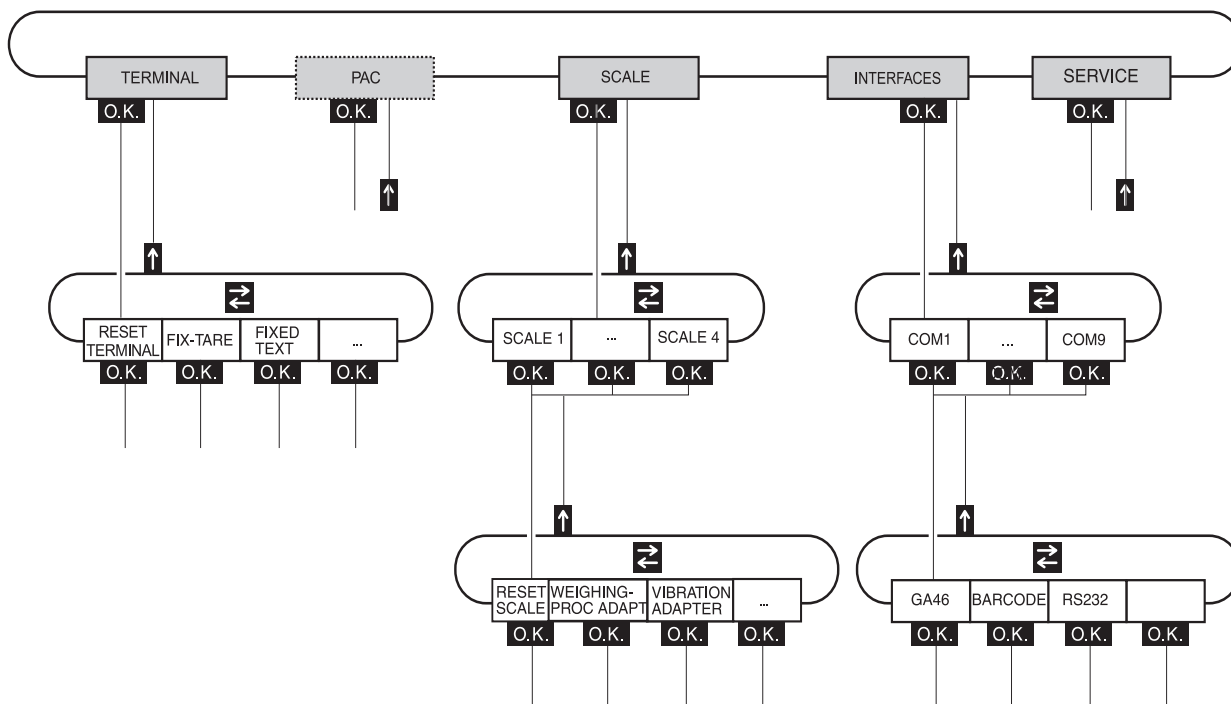 TERMINAL
PAC
SCALE
INTERFACES
SERVICE
O.K.
O.K.
O.K.
O.K.
O.K.
RESET
TERMINAL
FIX-TARE
FIXED
TEXT
...
SCALE 1
...
SCALE 4
COM1
...
COM9
O.K.
O.K.
O.K.
O.K.
O.K.
O.K.
O.K.
O.K.
O.K.
O.K.
RESET
SCALE
WEIGHING-
PROC ADAPT
VIBRATION
ADAPTER
...
GA46
BARCODE
RS232
O.K.
O.K.
O.K.
O.K.
O.K.
O.K.
O.K.
O.K.